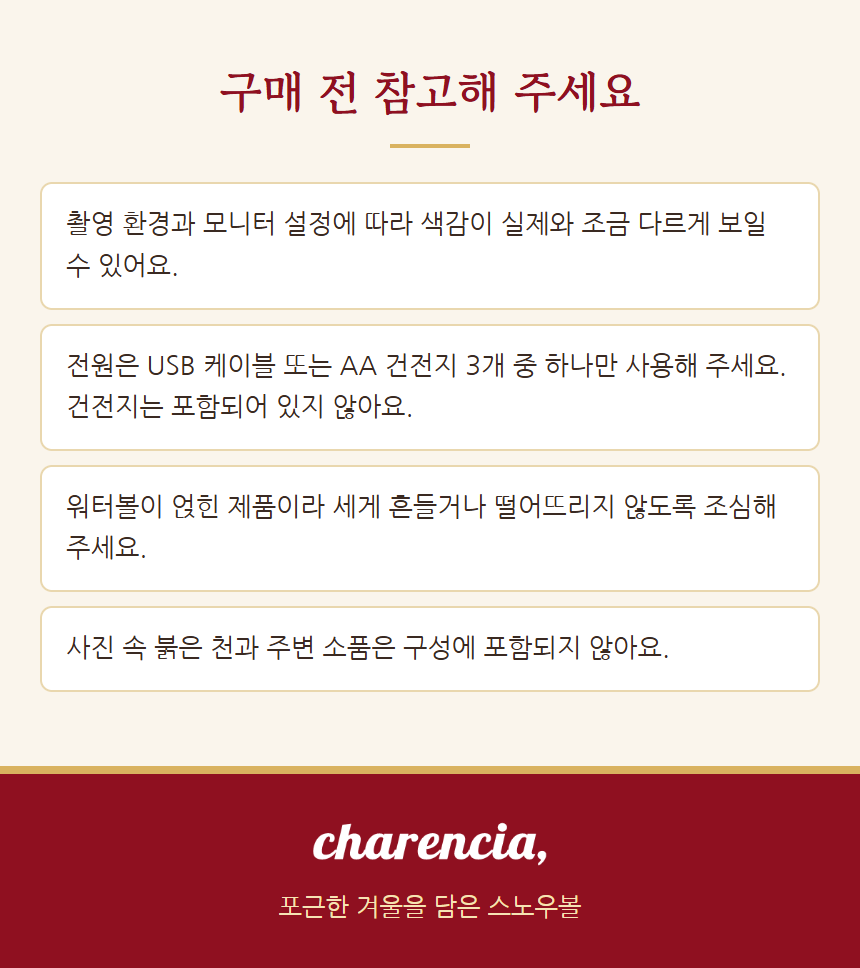 구매 전 참고해 주세요
촬영 환경과 모니터 설정에 따라 색감이 실제와 조금 다르게 보일
수 있어요.
전원은 USB 케이블 또는 AA 건전지 3개 중 하나만 사용해 주세요.
건전지는 포함되어 있지 않아요.
워터볼이 얹힌 제품이라 세게 흔들거나 떨어뜨리지 않도록 조심해
주세요.
사진 속 붉은 천과 주변 소품은 구성에 포함되지 않아요.
charencia,
포근한 겨울을 담은 스노우볼